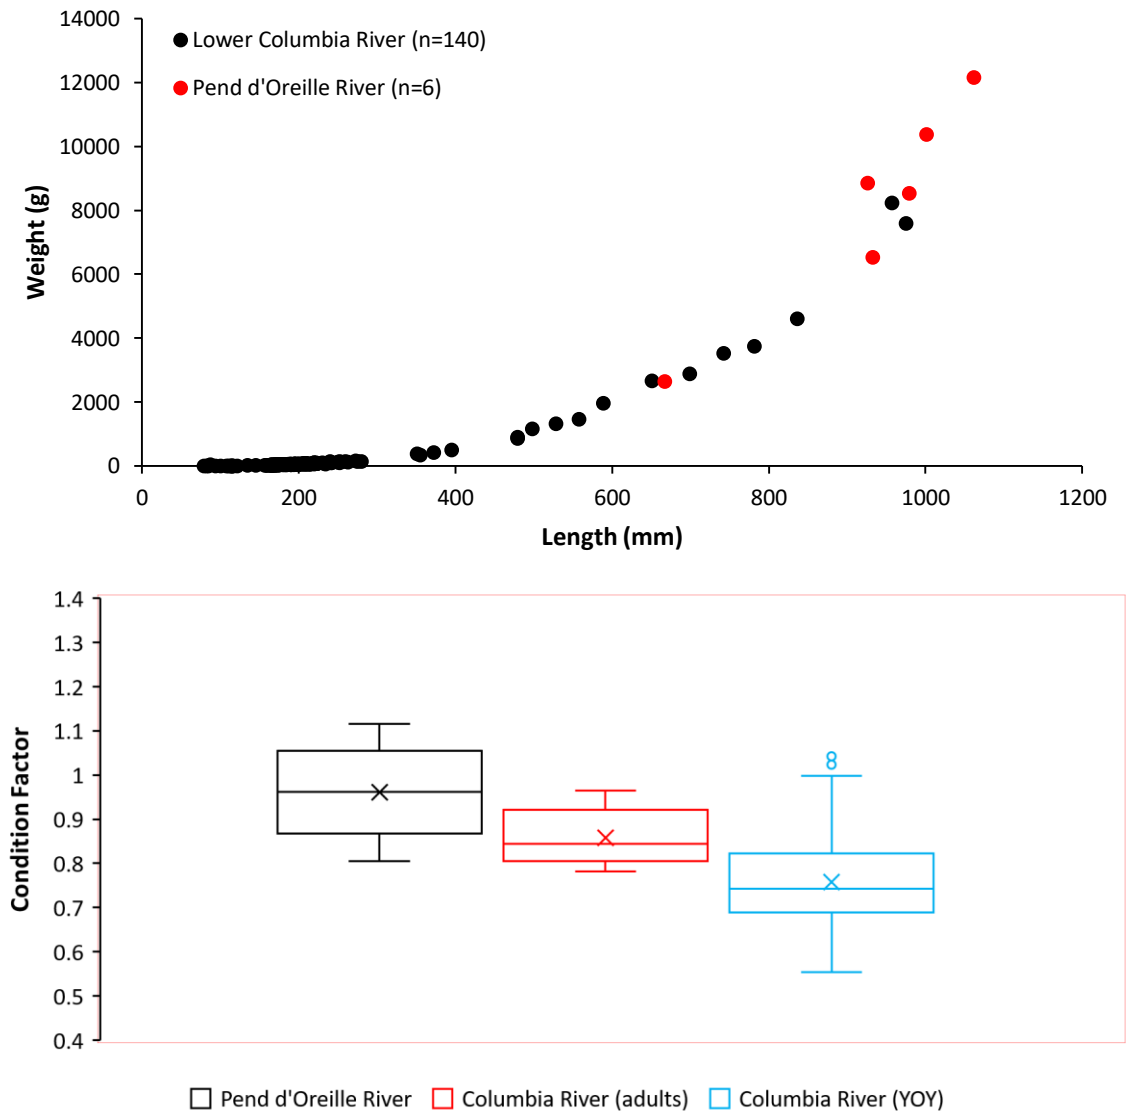 14000
Lower Columbia River (n=140)
12000
Pend d'Oreille River (n=6)
10000
8000
6000
4000
2000
0
Weight (g)
0 200 400 600 800 1000 1200
Length (mm)
1.4
1.3
1.2
1.1
1
0.9
0.8
0.7
0.6
0.5
0.4
Condition Factor
Pend d'Oreille River Columbia River (adults) Columbia River (YOY)